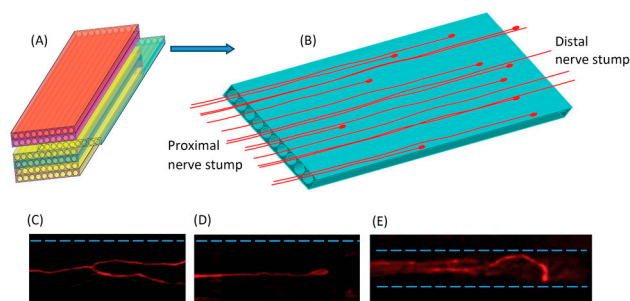 (A)
(B)
Distal
nerve stump
Proximal
nerve stump
(C)
(D)
(E)